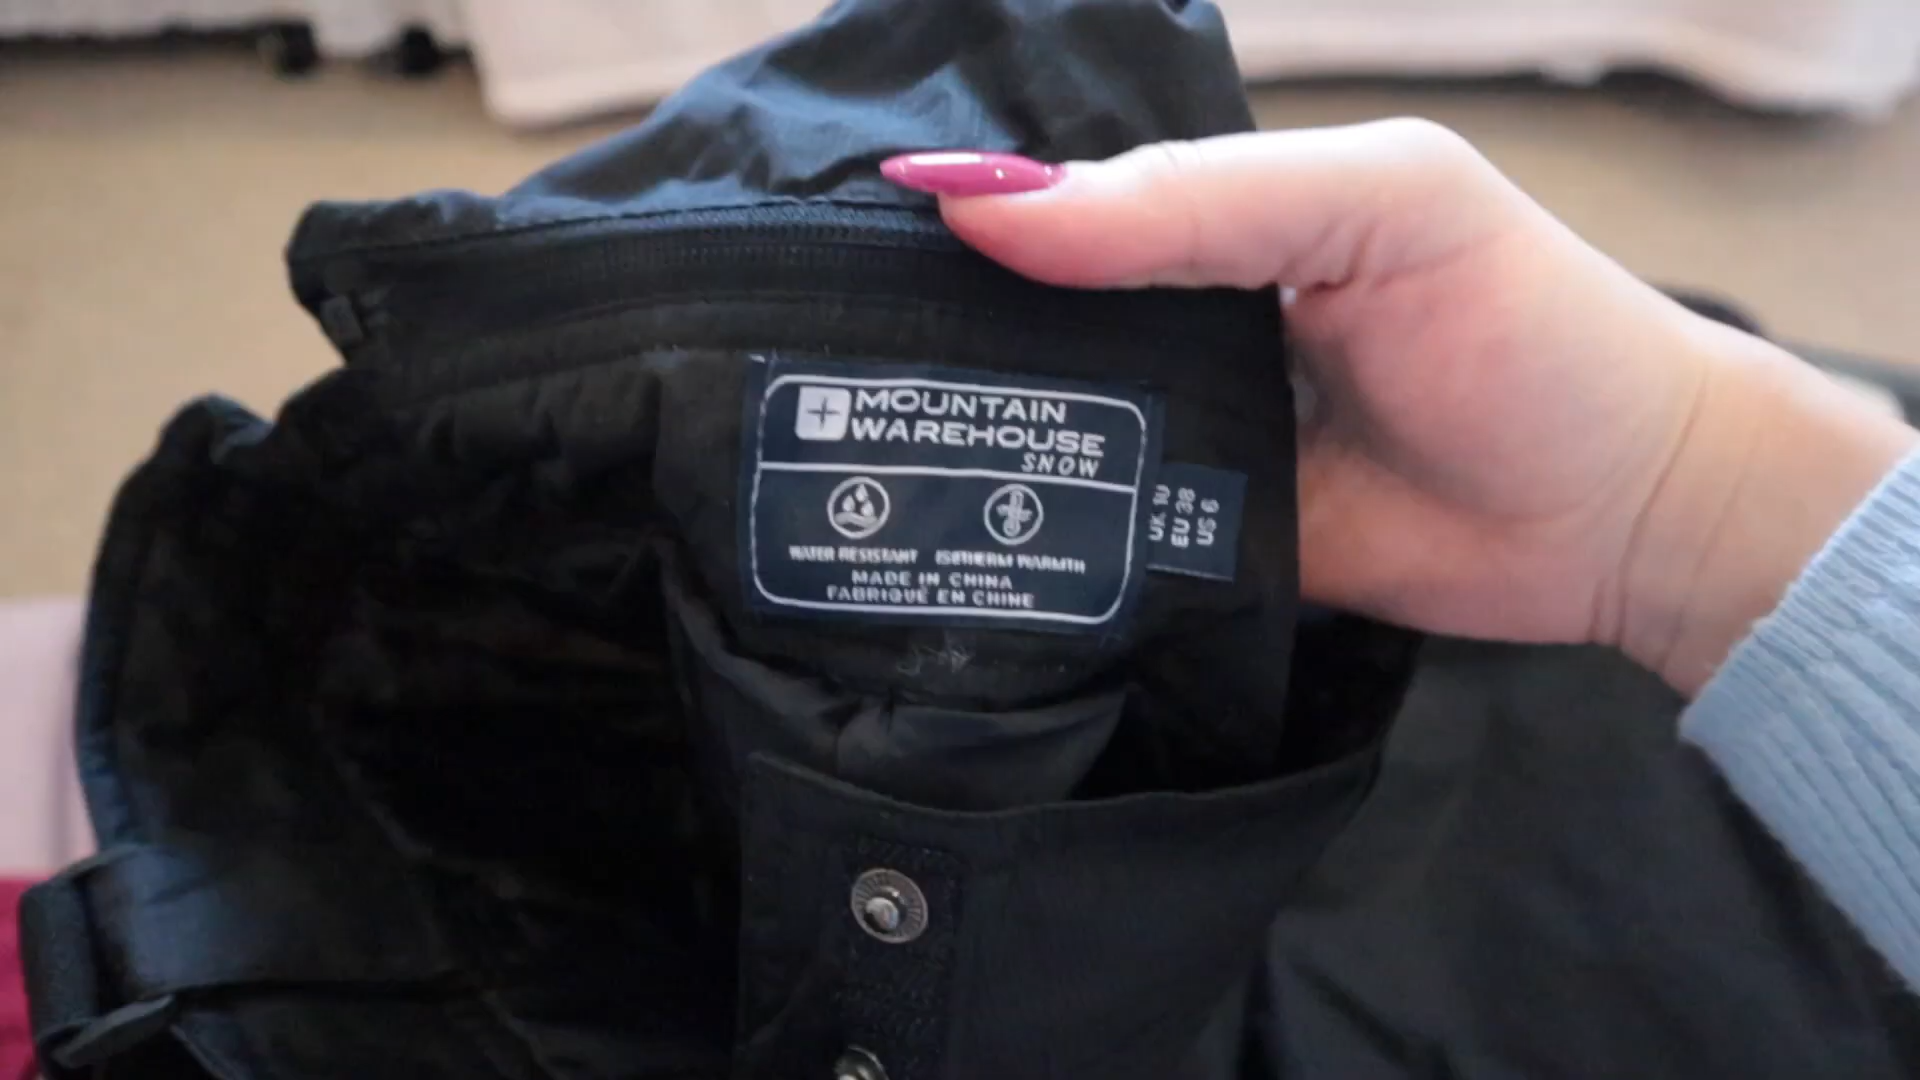 MOUNTAIN
WAREHOUSE
SNOW
WATER RESISTANT
ISOTHERM WARMTH
MADE IN CHINA
FABRIQUÉ EN CHINE
UK 10
EU 38
US 6